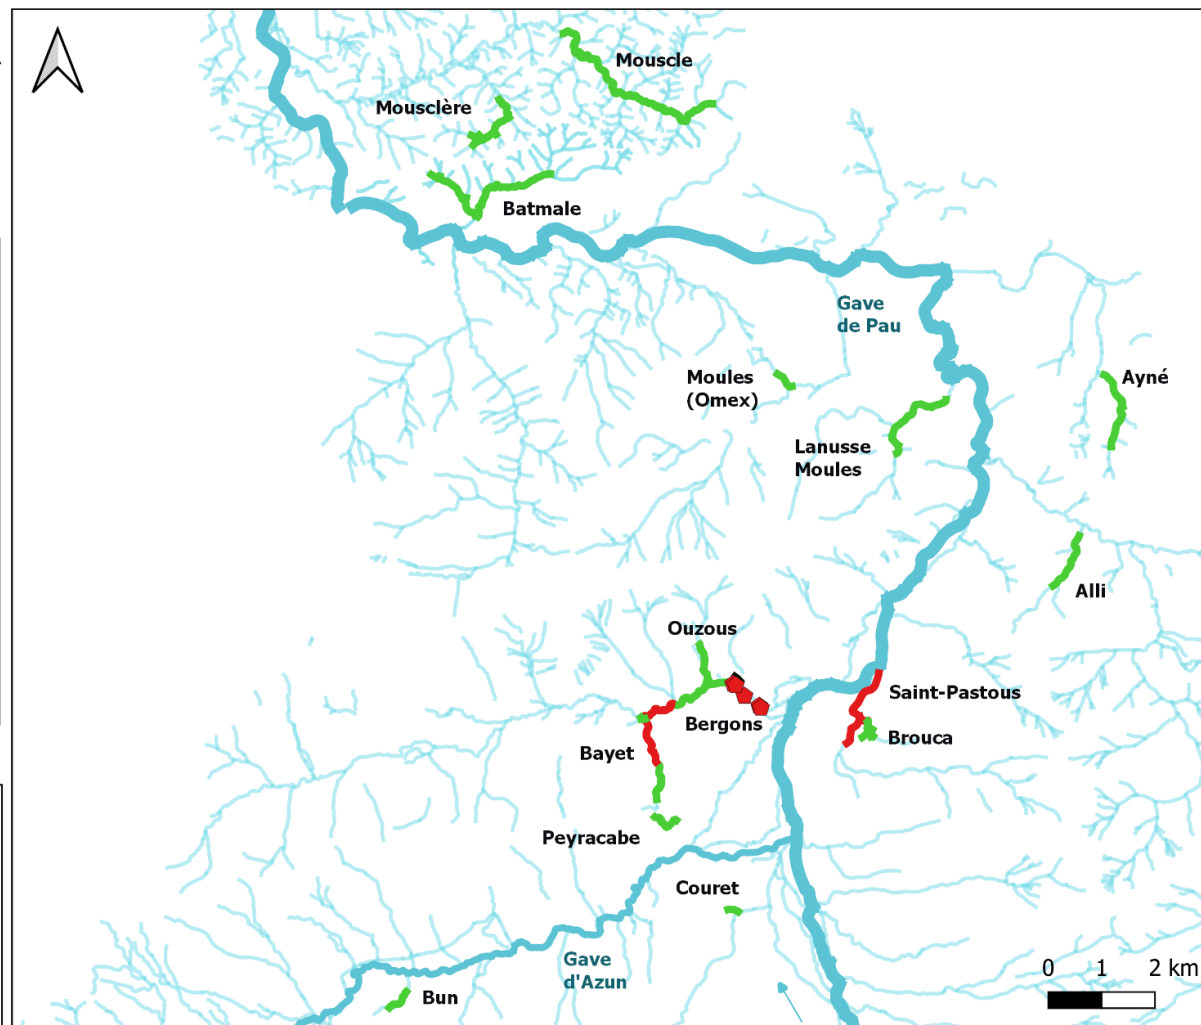 Mouscle
Mousclère
Batmale
Gave
de Pau
Moules
(Omex)
Ayné
Lanusse
Moules
Alli
Ouzous
Saint-Pastous
Bergons
Brouca
Bayet
Peyracabe
Couret
Gave
d'Azun
Bun
0 1 2 km